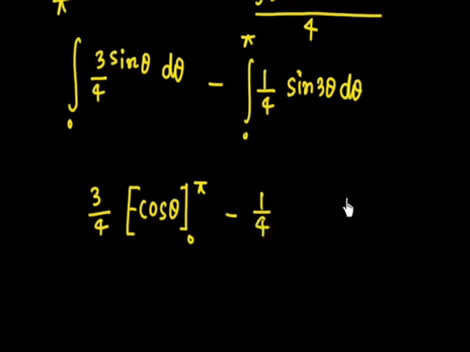 π
4
∫₀^π 3/4 sinθ dθ − ∫₀^π 1/4 sin3θ dθ
3/4 [−cosθ]₀^π − 1/4